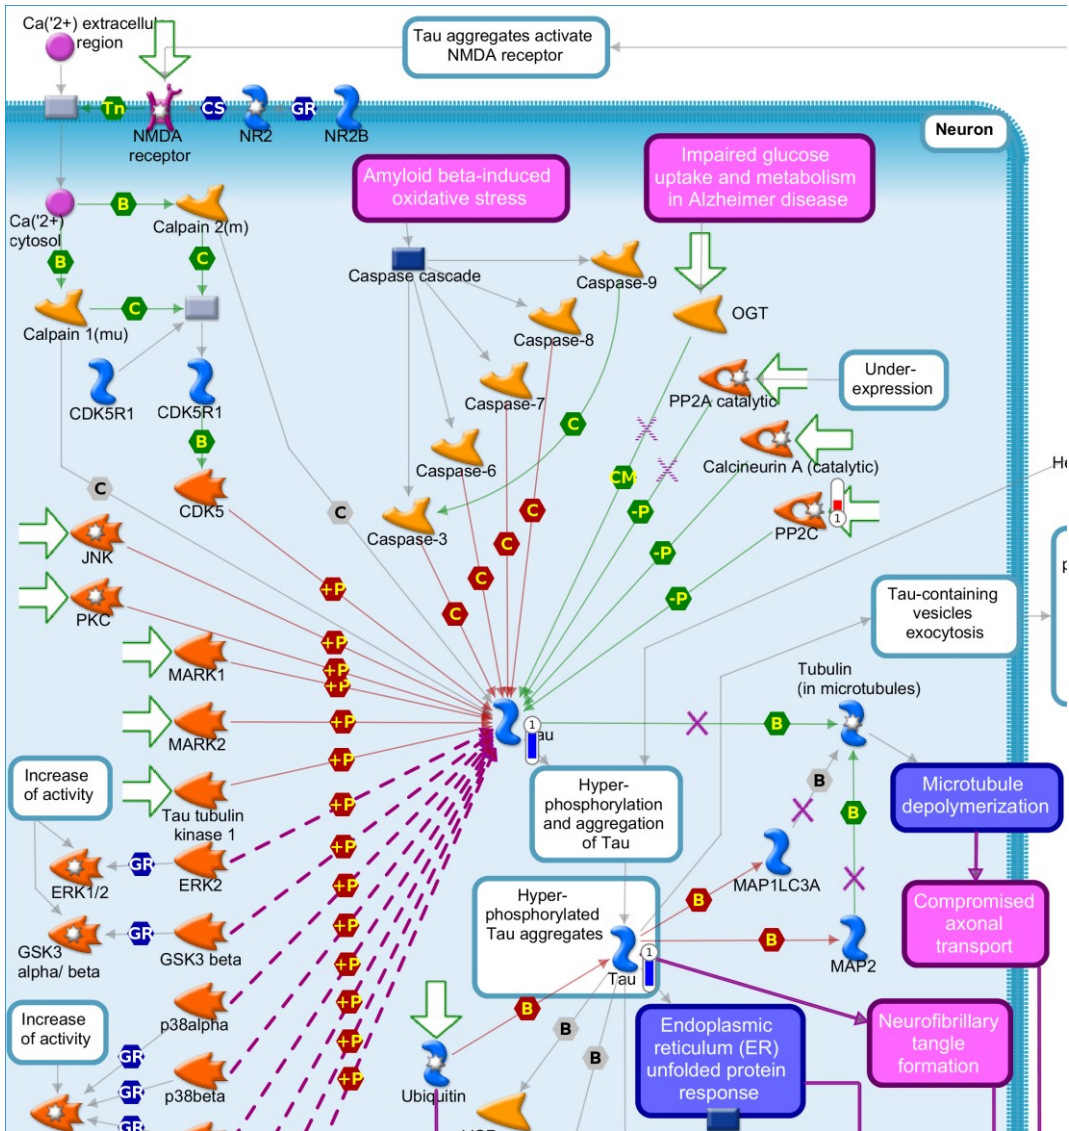 Ca('2+) extracellular
region
Tau aggregates activate
NMDA receptor
Tn
CS
GR
NMDA
receptor
NR2
NR2B
Neuron
Amyloid beta-induced
oxidative stress
Impaired glucose
uptake and metabolism
in Alzheimer disease
B
Ca('2+)
cytosol
Calpain 2(m)
B
C
Caspase cascade
Caspase-9
C
Calpain 1(mu)
OGT
Caspase-8
CDK5R1
CDK5R1
Under-
expression
PP2A catalytic
Caspase-7
B
C
Calcineurin A (catalytic)
Caspase-6
He
C
CM
CDK5
C
C
-P
1
PP2C
Caspase-3
JNK
C
-P
p
C
+P
-P
Tau-containing
vesicles
exocytosis
PKC
C
+P
MARK1
+P
+P
Tubulin
(in microtubules)
MARK2
+P
1
au
B
+P
Increase
of activity
Hyper-
phosphorylation
and aggregation
of Tau
B
Microtubule
depolymerization
Tau tubulin
kinase 1
+P
B
+P
ERK1/2
GR
ERK2
MAP1LC3A
+P
Hyper-
phosphorylated
Tau aggregates
B
Compromised
axonal
transport
GSK3
alpha/ beta
GR
GSK3 beta
+P
B
MAP2
1
Tau
+P
Increase
of activity
p38alpha
+P
B
B
Endoplasmic
reticulum (ER)
unfolded protein
response
Neurofibrillary
tangle
formation
+P
GR
B
GR
p38beta
+P
Ubiquitin
GR